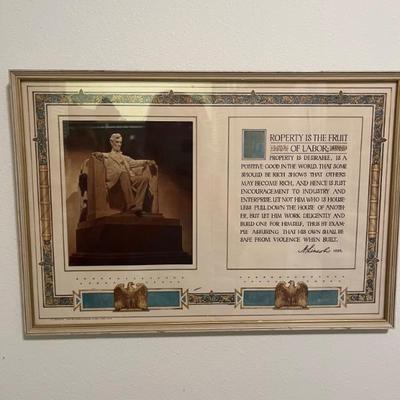 PROPERTY IS THE FRUIT
OF LABOR:
PROPERTY IS DESIRABLE, IS A
POSITIVE GOOD IN THE WORLD. THAT SOME
SHOULD BE RICH SHOWS THAT OTHERS
MAY BECOME RICH, AND HENCE IS JUST
ENCOURAGEMENT TO INDUSTRY AND
ENTERPRISE. LET NOT HIM WHO IS HOUSE-
LESS PULL DOWN THE HOUSE OF ANOTH-
ER, BUT LET HIM WORK DILIGENTLY AND
BUILD ONE FOR HIMSELF, THUS BY EXAM-
PLE ASSURING THAT HIS OWN SHALL BE
SAFE FROM VIOLENCE WHEN BUILT.
A. Lincoln